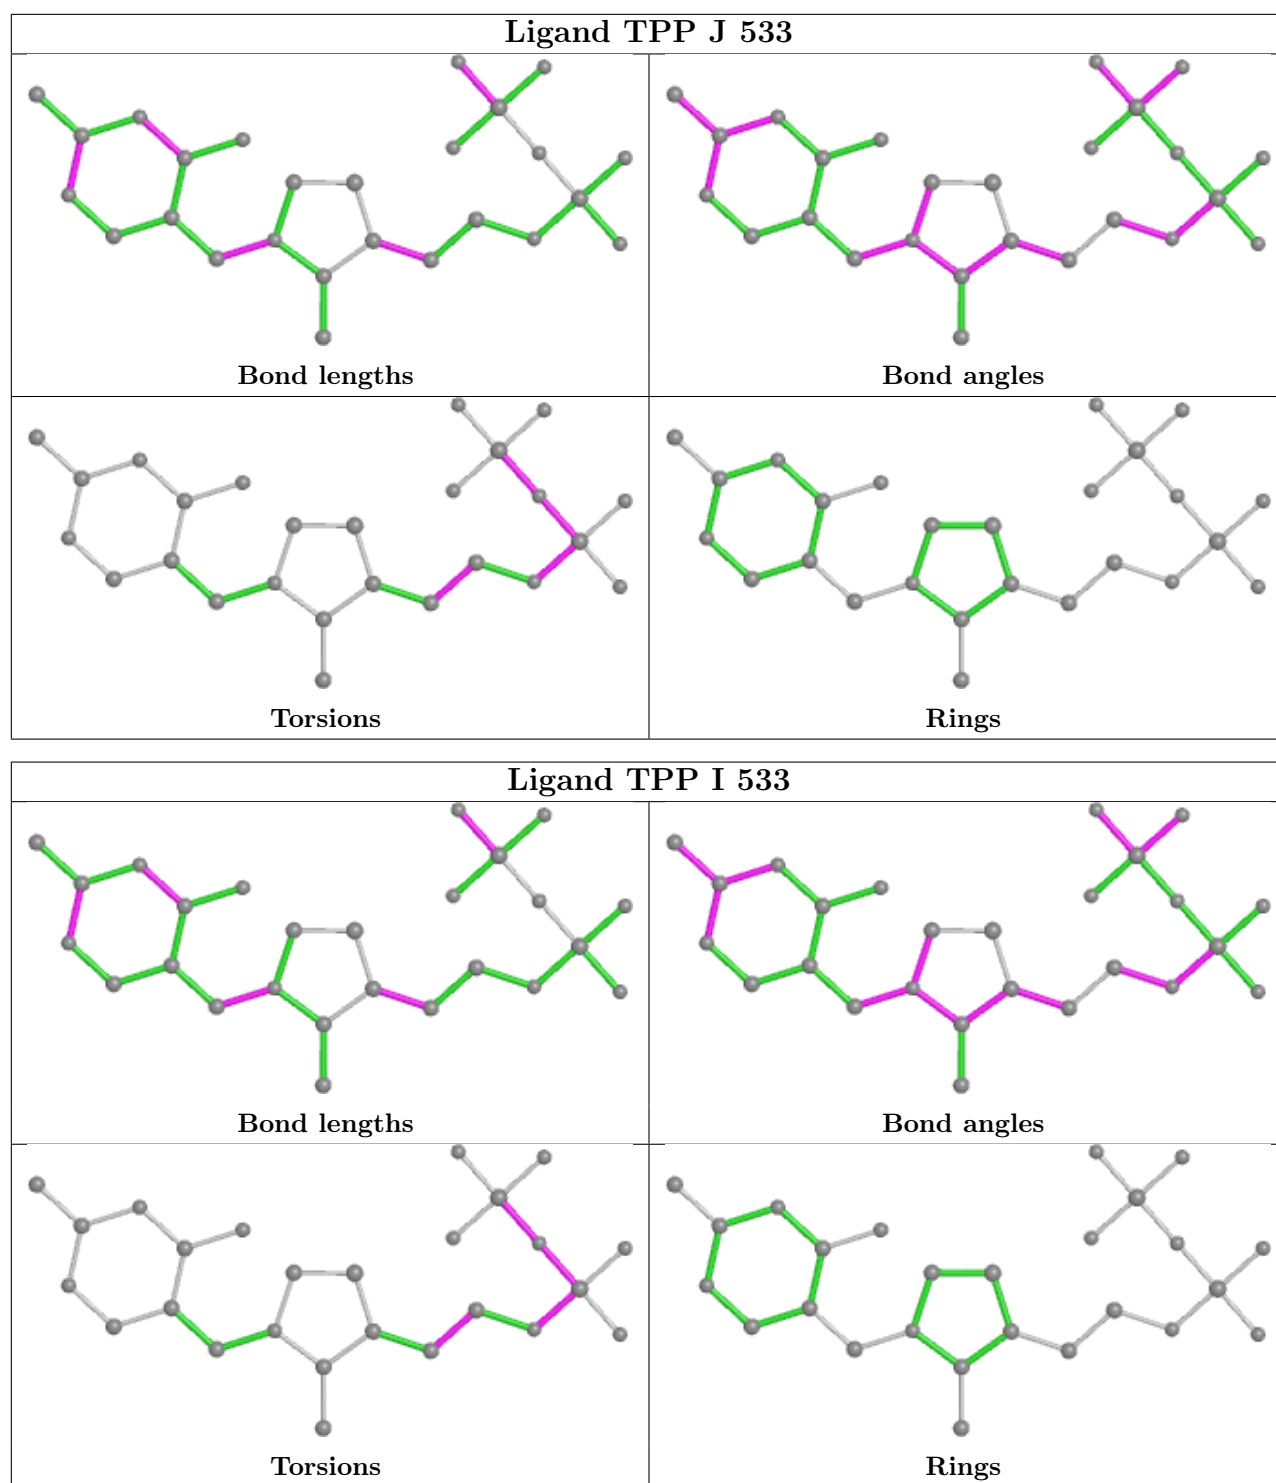 Ligand TPP J 533
Bond lengths
Bond angles
Torsions
Rings
Ligand TPP I 533
Bond lengths
Bond angles
Torsions
Rings